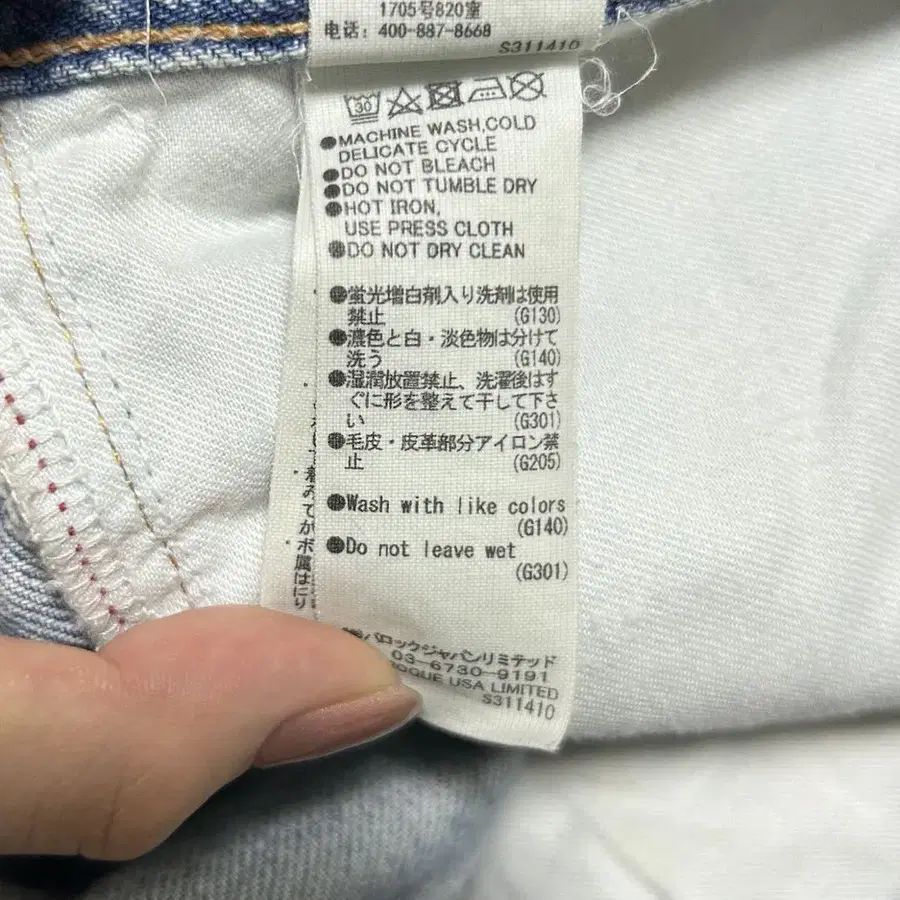 1705号820室
电话: 400-887-8668
S311410
30
●MACHINE WASH,COLD
DELICATE CYCLE
●DO NOT BLEACH
●DO NOT TUMBLE DRY
●HOT IRON,
USE PRESS CLOTH
●DO NOT DRY CLEAN
●蛍光増白剤入り洗剤は使用
禁止 (G130)
●濃色と白・淡色物は分けて
洗う (G140)
●湿潤放置禁止、洗濯後はす
ぐに形を整えて干して下さ
い (G301)
●毛皮・皮革部分アイロン禁
止 (G205)
●Wash with like colors
(G140)
●Do not leave wet
(G301)
バロックジャパンリミテッド
03-6730-9191
USA LIMITED
S311410